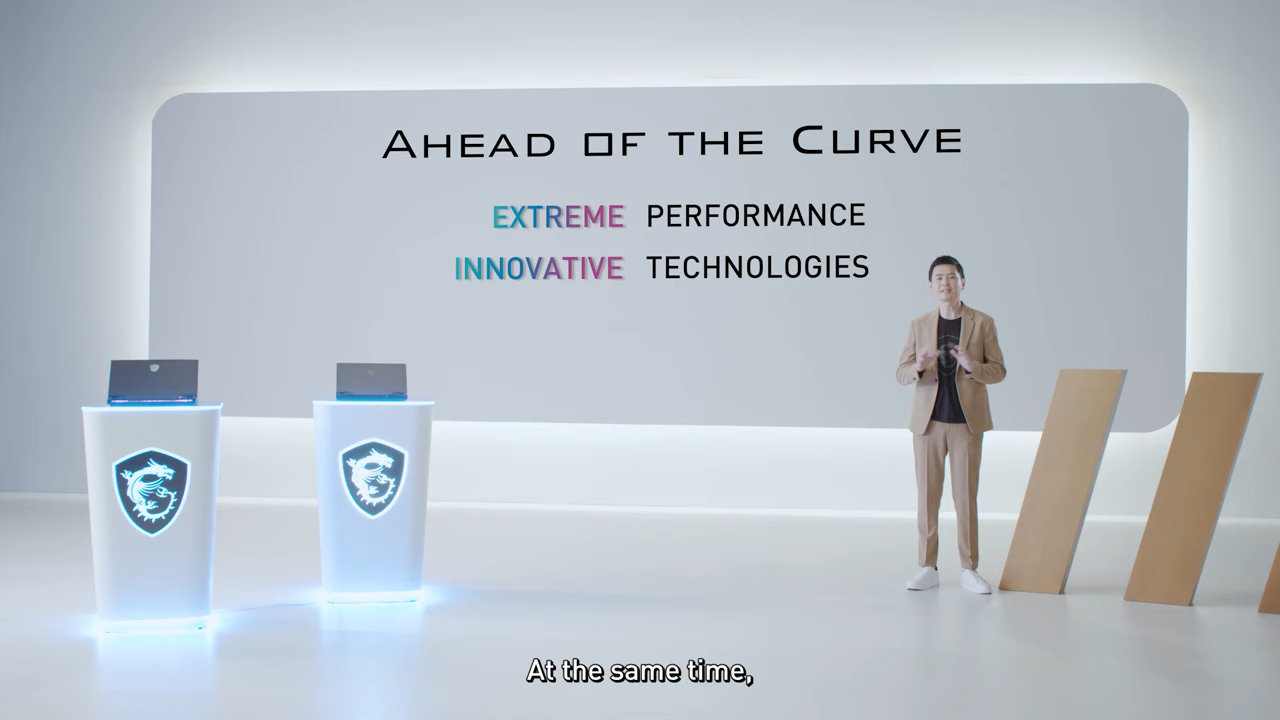 AHEAD OF THE CURVE
EXTREME PERFORMANCE
INNOVATIVE TECHNOLOGIES
At the same time,